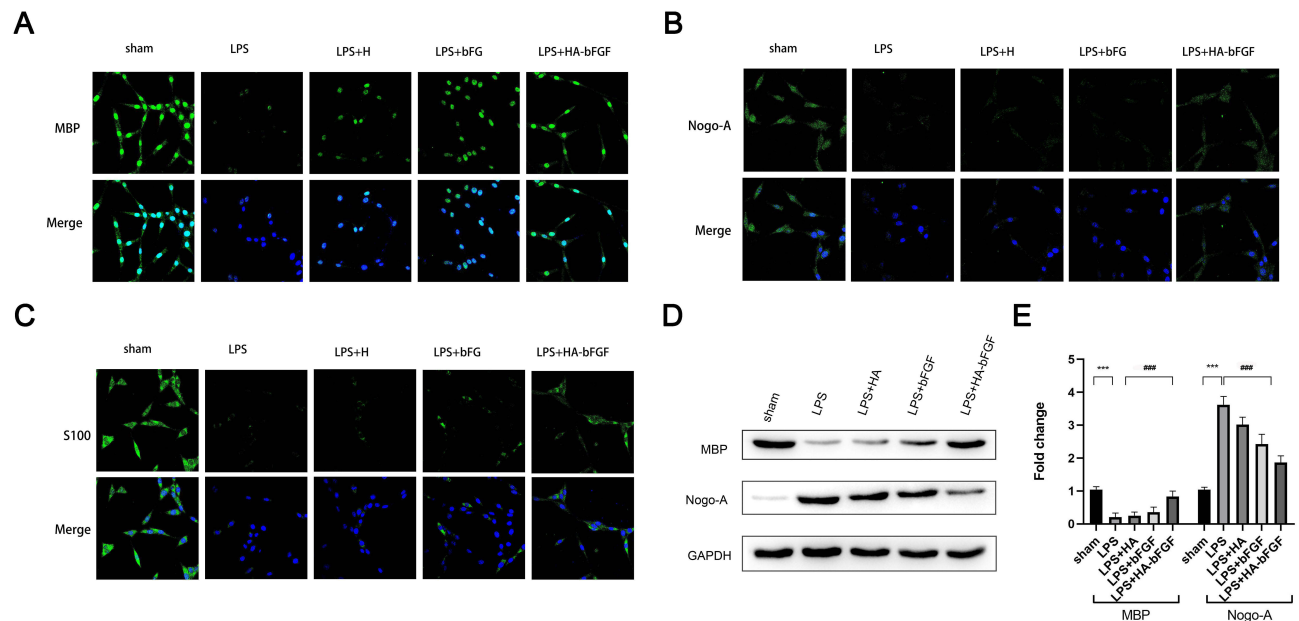 A
sham LPS LPS+H LPS+bFG LPS+HA-bFGF
MBP
Merge
B
sham LPS LPS+H LPS+bFG LPS+HA-bFGF
Nogo-A
Merge
C
sham LPS LPS+H LPS+bFG LPS+HA-bFGF
S100
Merge
D
sham LPS LPS+HA LPS+bFGF LPS+HA-bFGF
MBP
Nogo-A
GAPDH
E
Fold change
5
4
3
2
1
0
*** ### *** ###
sham LPS LPS+HA LPS+bFGF LPS+HA-bFGF sham LPS LPS+HA LPS+bFGF LPS+HA-bFGF
MBP Nogo-A